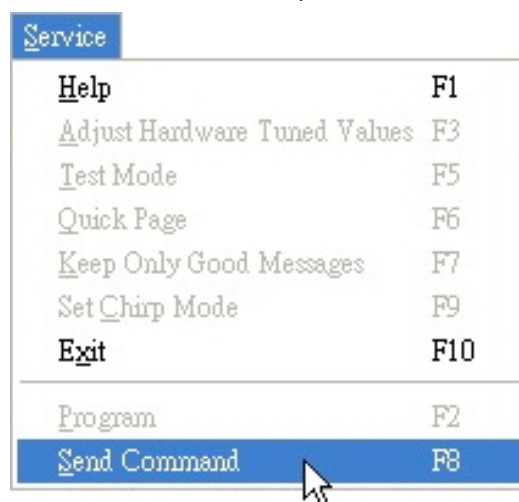 Service
Help F1
Adjust Hardware Tuned Values F3
Test Mode F5
Quick Page F6
Keep Only Good Messages F7
Set Chirp Mode F9
Exit F10
Program F2
Send Command F8